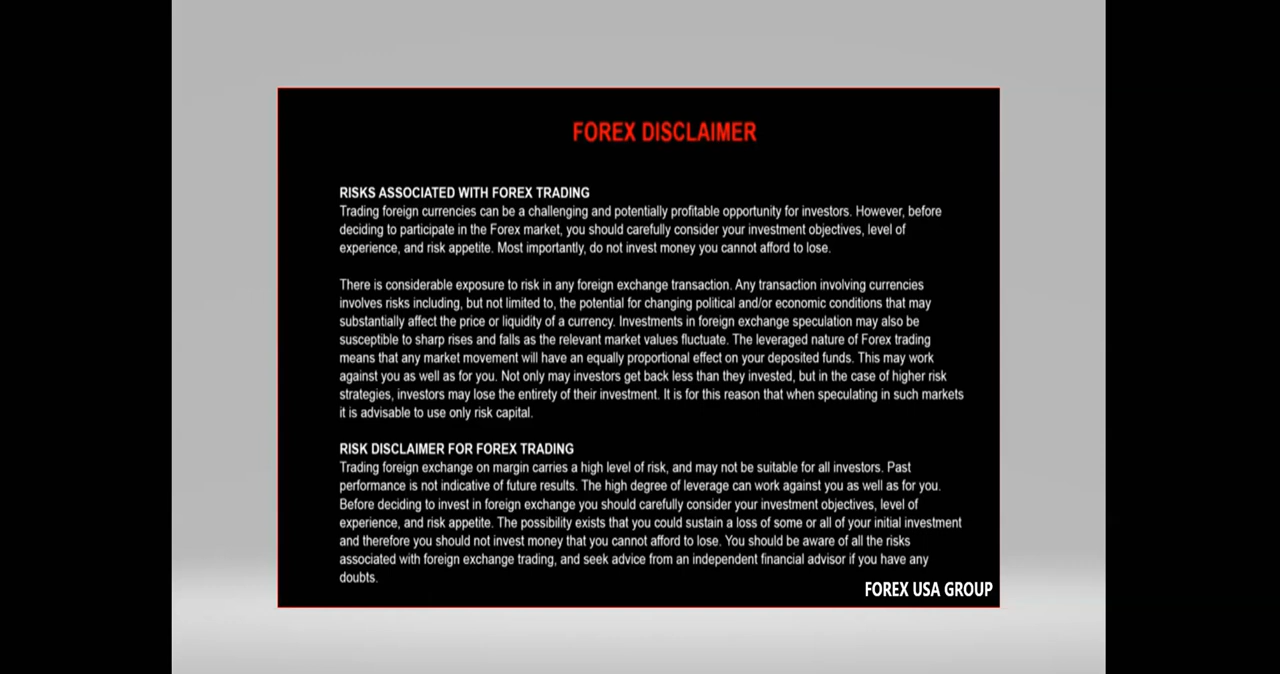 FOREX DISCLAIMER
RISKS ASSOCIATED WITH FOREX TRADING
Trading foreign currencies can be a challenging and potentially profitable opportunity for investors. However, before
deciding to participate in the Forex market, you should carefully consider your investment objectives, level of
experience, and risk appetite. Most importantly, do not invest money you cannot afford to lose.
There is considerable exposure to risk in any foreign exchange transaction. Any transaction involving currencies
involves risks including, but not limited to, the potential for changing political and/or economic conditions that may
substantially affect the price or liquidity of a currency. Investments in foreign exchange speculation may also be
susceptible to sharp rises and falls as the relevant market values fluctuate. The leveraged nature of Forex trading
means that any market movement will have an equally proportional effect on your deposited funds. This may work
against you as well as for you. Not only may investors get back less than they invested, but in the case of higher risk
strategies, investors may lose the entirety of their investment. It is for this reason that when speculating in such markets
it is advisable to use only risk capital.
RISK DISCLAIMER FOR FOREX TRADING
Trading foreign exchange on margin carries a high level of risk, and may not be suitable for all investors. Past
performance is not indicative of future results. The high degree of leverage can work against you as well as for you.
Before deciding to invest in foreign exchange you should carefully consider your investment objectives, level of
experience, and risk appetite. The possibility exists that you could sustain a loss of some or all of your initial investment
and therefore you should not invest money that you cannot afford to lose. You should be aware of all the risks
associated with foreign exchange trading, and seek advice from an independent financial advisor if you have any
doubts.
FOREX USA GROUP